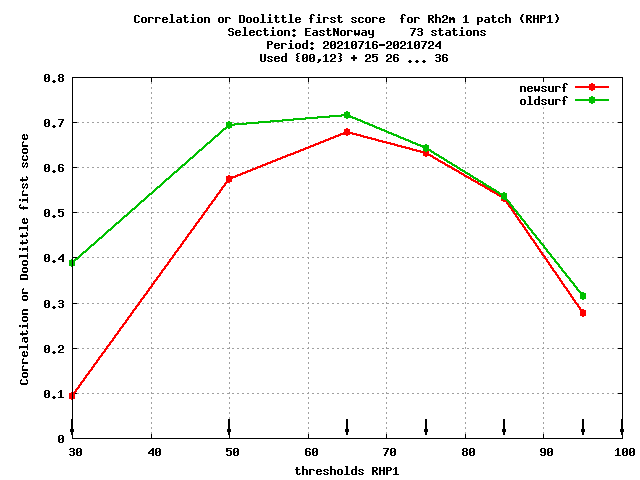 Correlation or Doolittle first score  for Rh2m 1 patch (RHP1)
Selection: EastNorway     73 stations
Period: 20210716-20210724
Used {00,12} + 25 26 ... 36
newsurf
oldsurf
Correlation or Doolittle first score
0.8
0.7
0.6
0.5
0.4
0.3
0.2
0.1
0
30 40 50 60 70 80 90 100
thresholds RHP1